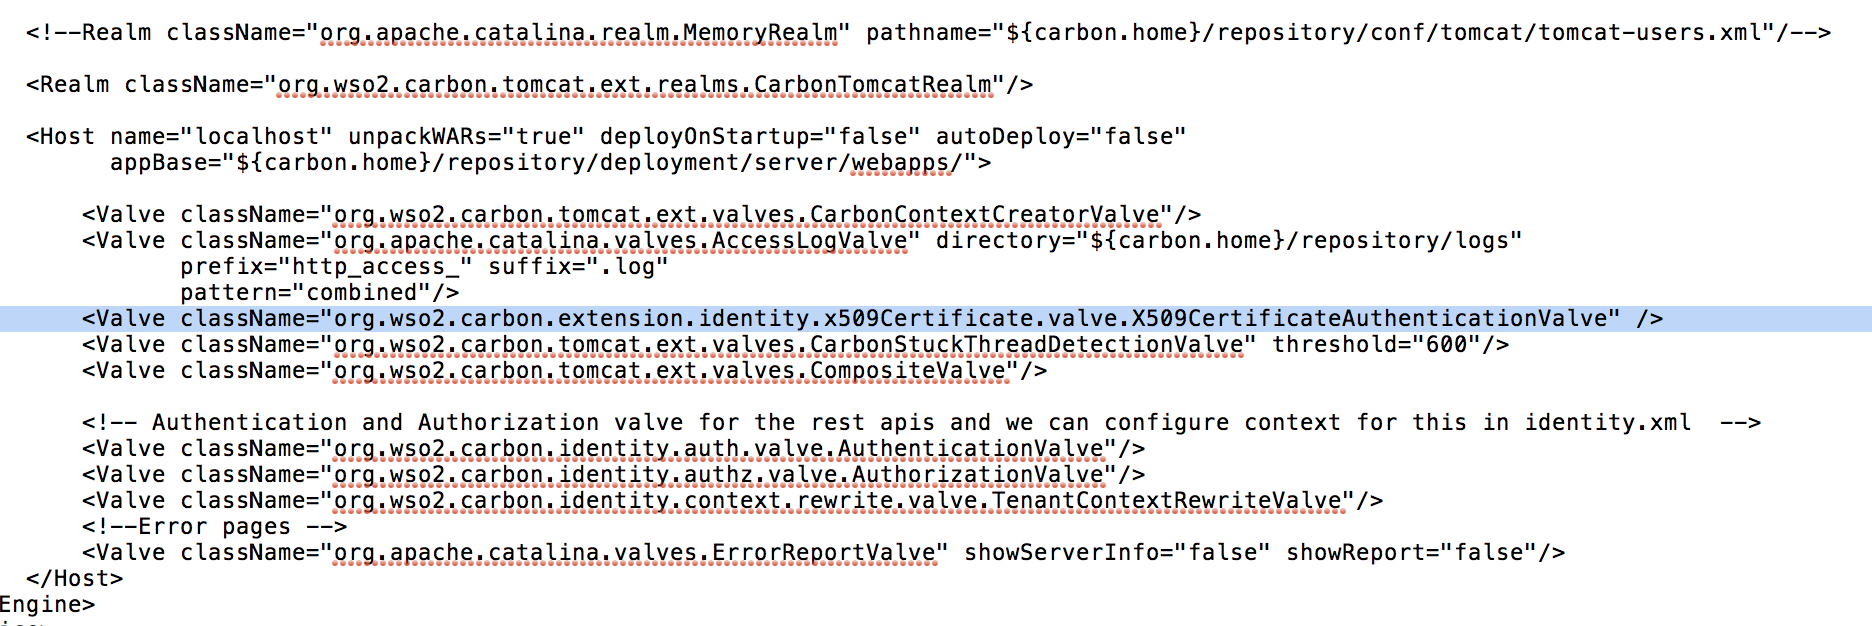 <!--Realm className="org.apache.catalina.realm.MemoryRealm" pathname="${carbon.home}/repository/conf/tomcat/tomcat-users.xml"/-->
<Realm className="org.wso2.carbon.tomcat.ext.realms.CarbonTomcatRealm"/>
<Host name="localhost" unpackWARs="true" deployOnStartup="false" autoDeploy="false"
appBase="${carbon.home}/repository/deployment/server/webapps/">
<Valve className="org.wso2.carbon.tomcat.ext.valves.CarbonContextCreatorValve"/>
<Valve className="org.apache.catalina.valves.AccessLogValve" directory="${carbon.home}/repository/logs"
prefix="http_access_" suffix=".log"
pattern="combined"/>
<Valve className="org.wso2.carbon.extension.identity.x509Certificate.valve.X509CertificateAuthenticationValve" />
<Valve className="org.wso2.carbon.tomcat.ext.valves.CarbonStuckThreadDetectionValve" threshold="600"/>
<Valve className="org.wso2.carbon.tomcat.ext.valves.CompositeValve"/>
<!-- Authentication and Authorization valve for the rest apis and we can configure context for this in identity.xml  -->
<Valve className="org.wso2.carbon.identity.auth.valve.AuthenticationValve"/>
<Valve className="org.wso2.carbon.identity.authz.valve.AuthorizationValve"/>
<Valve className="org.wso2.carbon.identity.context.rewrite.valve.TenantContextRewriteValve"/>
<!--Error pages -->
<Valve className="org.apache.catalina.valves.ErrorReportValve" showServerInfo="false" showReport="false"/>
</Host>
Engine>